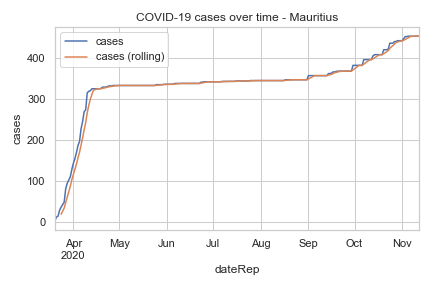 COVID-19 cases over time - Mauritius
cases
cases (rolling)
400
300
200
100
0
cases
Apr May Jun Jul Aug Sep Oct Nov
2020
dateRep